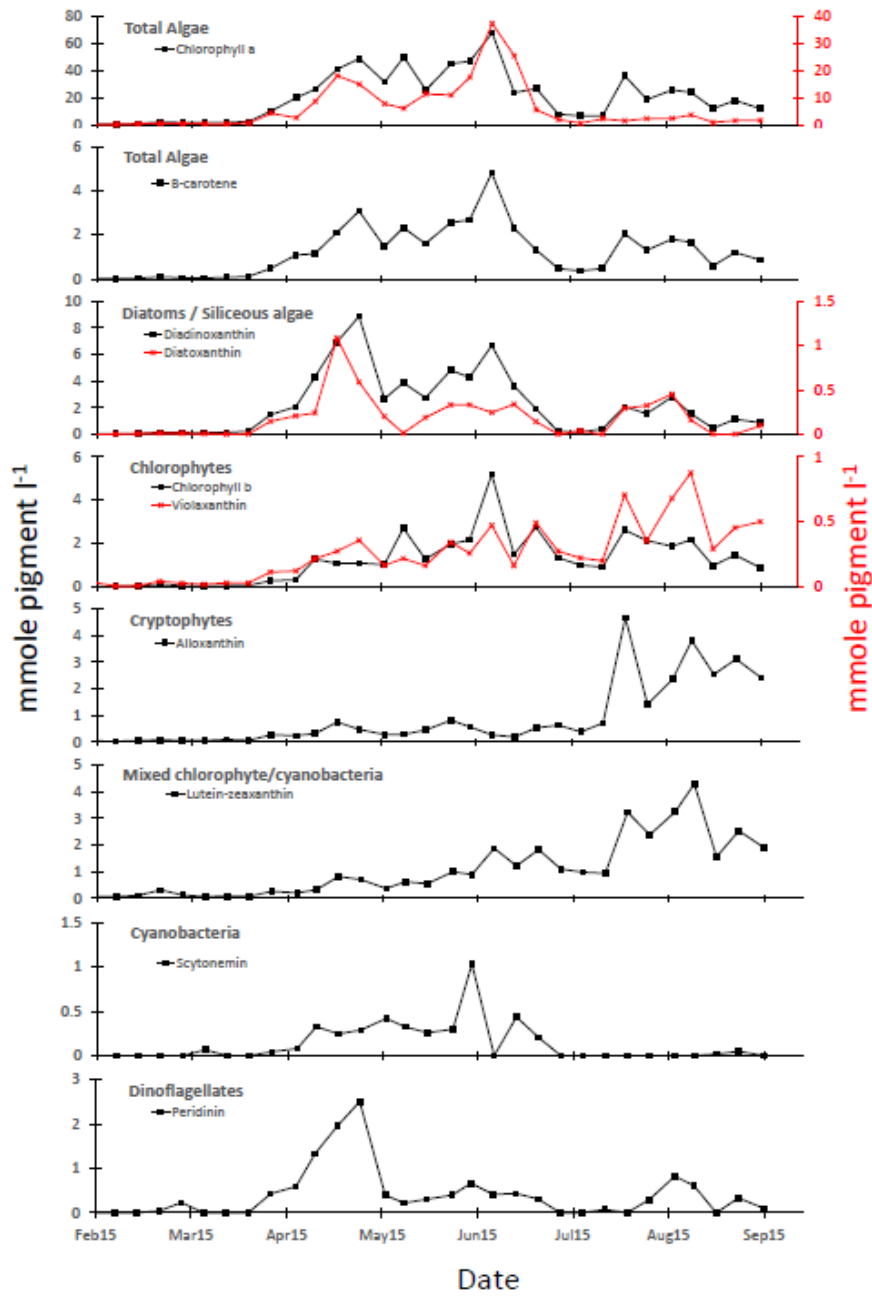 Total Algae
Chlorophyll a
80
60
40
20
0
40
30
20
10
0
Total Algae
B-carotene
6
4
2
0
Diatoms / Siliceous algae
Diadinoxanthin
Diatoxanthin
10
8
6
4
2
0
1.5
1
0.5
0
Chlorophytes
Chlorophyll b
Violaxanthin
6
4
2
0
1
0.5
0
Cryptophytes
Alloxanthin
5
4
3
2
1
0
Mixed chlorophyte/cyanobacteria
Lutein-zeaxanthin
5
4
3
2
1
0
Cyanobacteria
Scytonemin
1.5
1
0.5
0
Dinoflagellates
Peridinin
3
2
1
0
Feb15 Mar15 Apr15 May15 Jun15 Jul15 Aug15 Sep15
Date
mmole pigment l-1
mmole pigment l-1